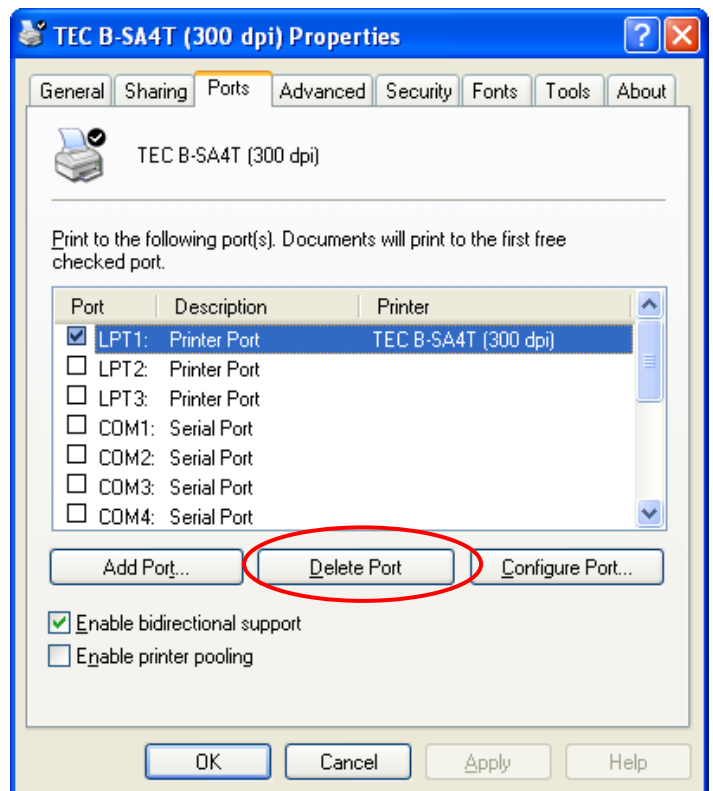 TEC B-SA4T (300 dpi) Properties
General Sharing Ports Advanced Security Fonts Tools About
TEC B-SA4T (300 dpi)
Print to the following port(s). Documents will print to the first free
checked port.
Port Description Printer
LPT1: Printer Port TEC B-SA4T (300 dpi)
LPT2: Printer Port
LPT3: Printer Port
COM1: Serial Port
COM2: Serial Port
COM3: Serial Port
COM4: Serial Port
Add Port... Delete Port Configure Port...
Enable bidirectional support
Enable printer pooling
OK Cancel Apply Help